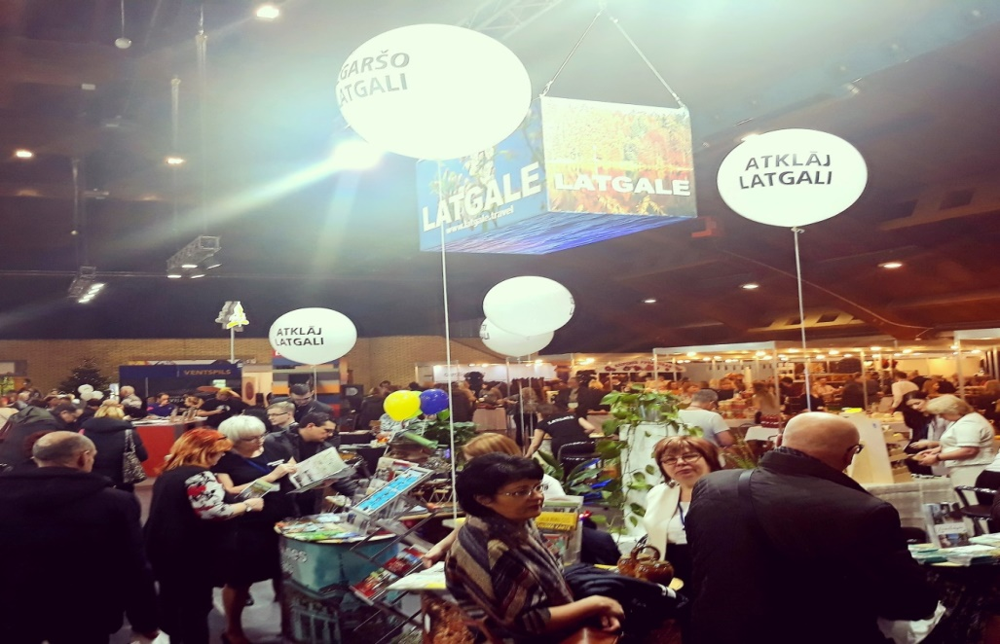 GARŠO
LATGALI
LATGALE
www.latgale.travel
LATGALE
ATKLĀJ
LATGALI
ATKLĀJ
LATGALI
VENTSPILS